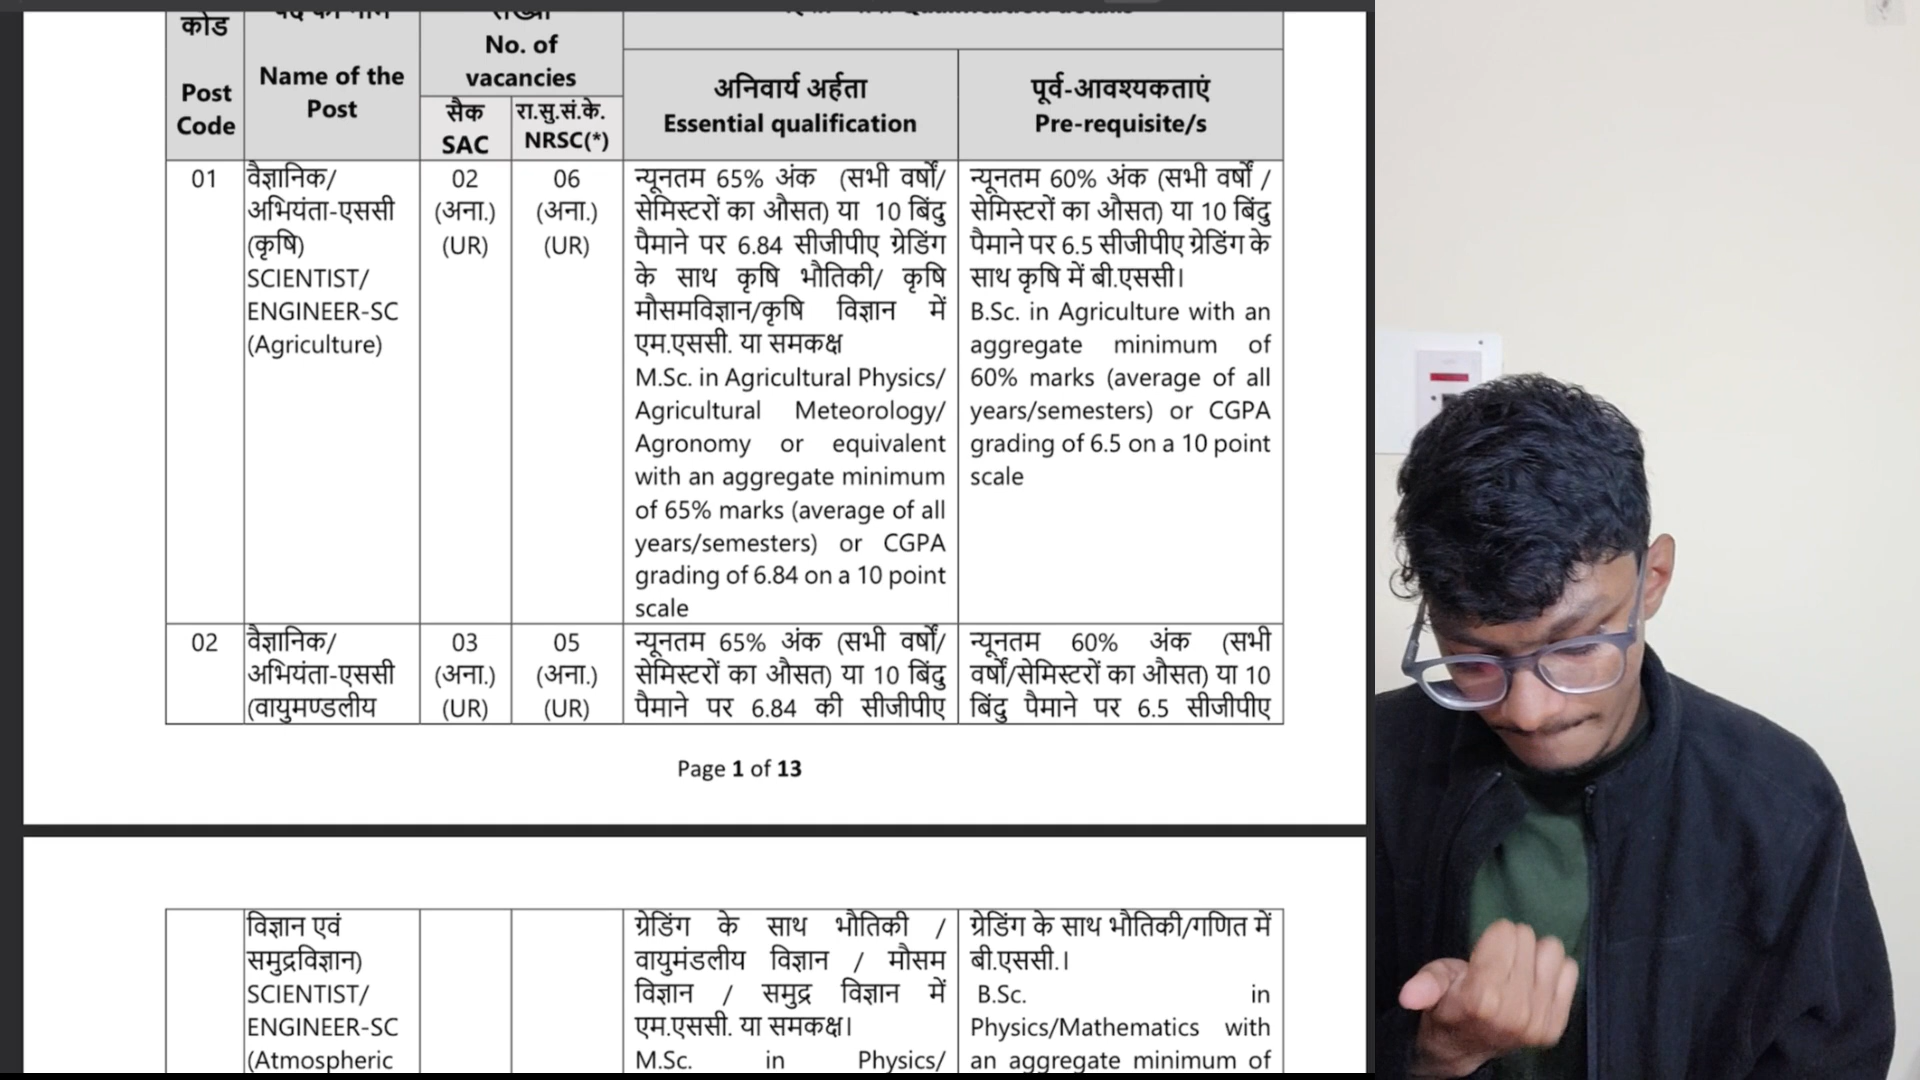 कोड
Post
Code
Name of the
Post
संख्या
No. of
vacancies
सैक
SAC
रा.सु.सं.के.
NRSC(*)
अनिवार्य अर्हता
Essential qualification
पूर्व-आवश्यकताएं
Pre-requisite/s
01
वैज्ञानिक/
अभियंता-एससी
(कृषि)
SCIENTIST/
ENGINEER-SC
(Agriculture)
02
(अना.)
(UR)
06
(अना.)
(UR)
न्यूनतम 65% अंक (सभी वर्षों/
सेमिस्टरों का औसत) या 10 बिंदु
पैमाने पर 6.84 सीजीपीए ग्रेडिंग
के साथ कृषि भौतिकी/ कृषि
मौसमविज्ञान/कृषि विज्ञान में
एम.एससी. या समकक्ष
M.Sc. in Agricultural Physics/
Agricultural Meteorology/
Agronomy or equivalent
with an aggregate minimum
of 65% marks (average of all
years/semesters) or CGPA
grading of 6.84 on a 10 point
scale
न्यूनतम 60% अंक (सभी वर्षों /
सेमिस्टरों का औसत) या 10 बिंदु
पैमाने पर 6.5 सीजीपीए ग्रेडिंग के
साथ कृषि में बी.एससी।
B.Sc. in Agriculture with an
aggregate minimum of
60% marks (average of all
years/semesters) or CGPA
grading of 6.5 on a 10 point
scale
02
वैज्ञानिक/
अभियंता-एससी
(वायुमण्डलीय
03
(अना.)
(UR)
05
(अना.)
(UR)
न्यूनतम 65% अंक (सभी वर्षों/
सेमिस्टरों का औसत) या 10 बिंदु
पैमाने पर 6.84 की सीजीपीए
न्यूनतम 60% अंक (सभी
वर्षों/सेमिस्टरों का औसत) या 10
बिंदु पैमाने पर 6.5 सीजीपीए
Page 1 of 13
विज्ञान एवं
समुद्रविज्ञान)
SCIENTIST/
ENGINEER-SC
(Atmospheric
ग्रेडिंग के साथ भौतिकी /
वायुमंडलीय विज्ञान / मौसम
विज्ञान / समुद्र विज्ञान में
एम.एससी. या समकक्ष।
M.Sc. in Physics/
ग्रेडिंग के साथ भौतिकी/गणित में
बी.एससी.।
B.Sc. in
Physics/Mathematics with
an aggregate minimum of